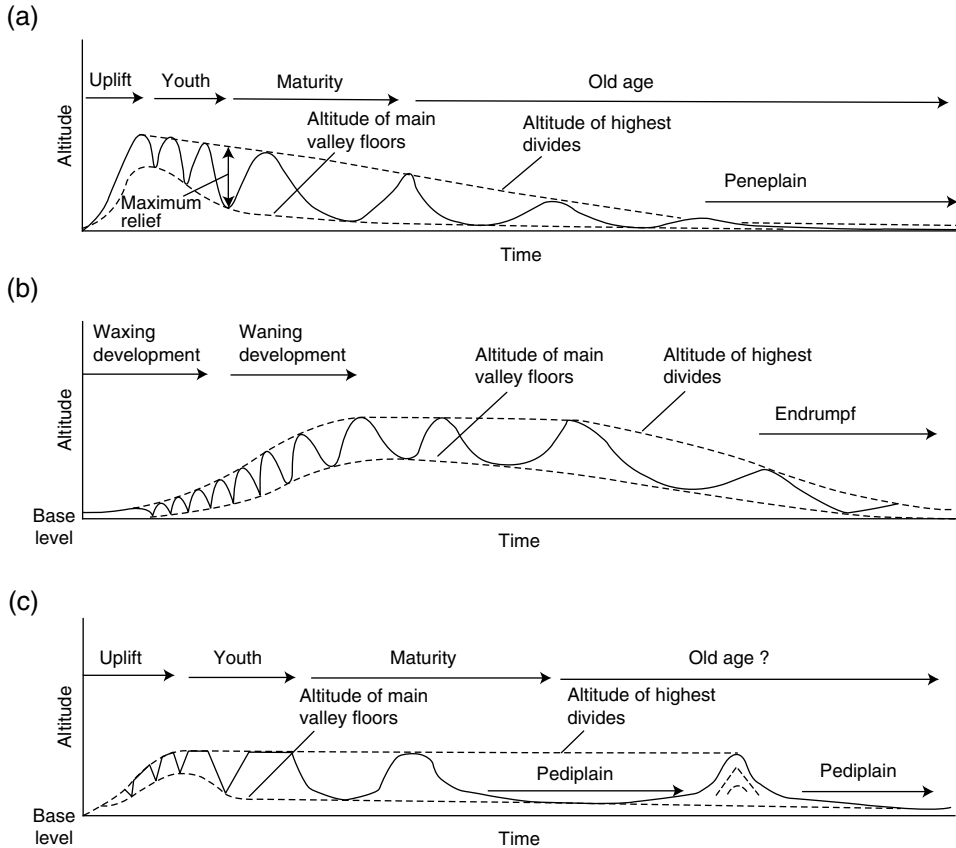 (a)
Uplift
Youth
Maturity
Old age
Altitude of main
valley floors
Altitude of highest
divides
Altitude
Maximum
relief
Peneplain
Time
(b)
Waxing
development
Waning
development
Altitude of main
valley floors
Altitude of highest
divides
Altitude
Endrumpf
Base
level
Time
(c)
Uplift
Youth
Maturity
Old age ?
Altitude of main
valley floors
Altitude of highest
divides
Altitude
Pediplain
Pediplain
Base
level
Time